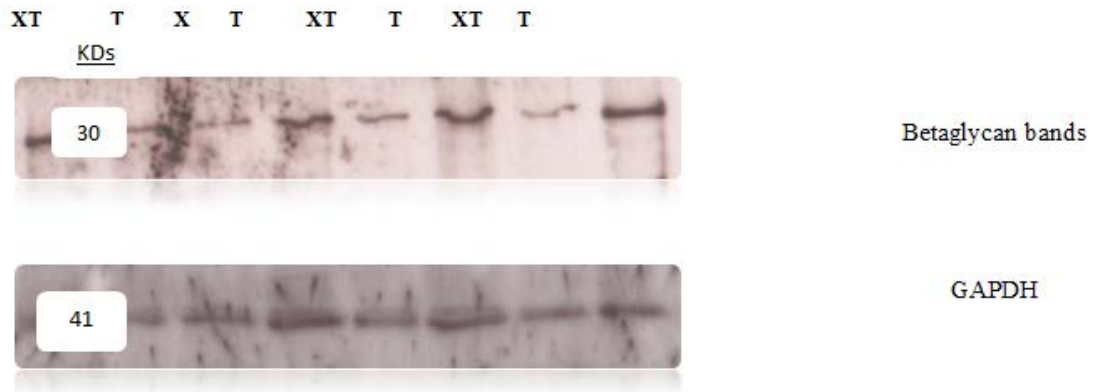 XT T X T XT T XT T
KDs
30
Betaglycan bands
GAPDH
41